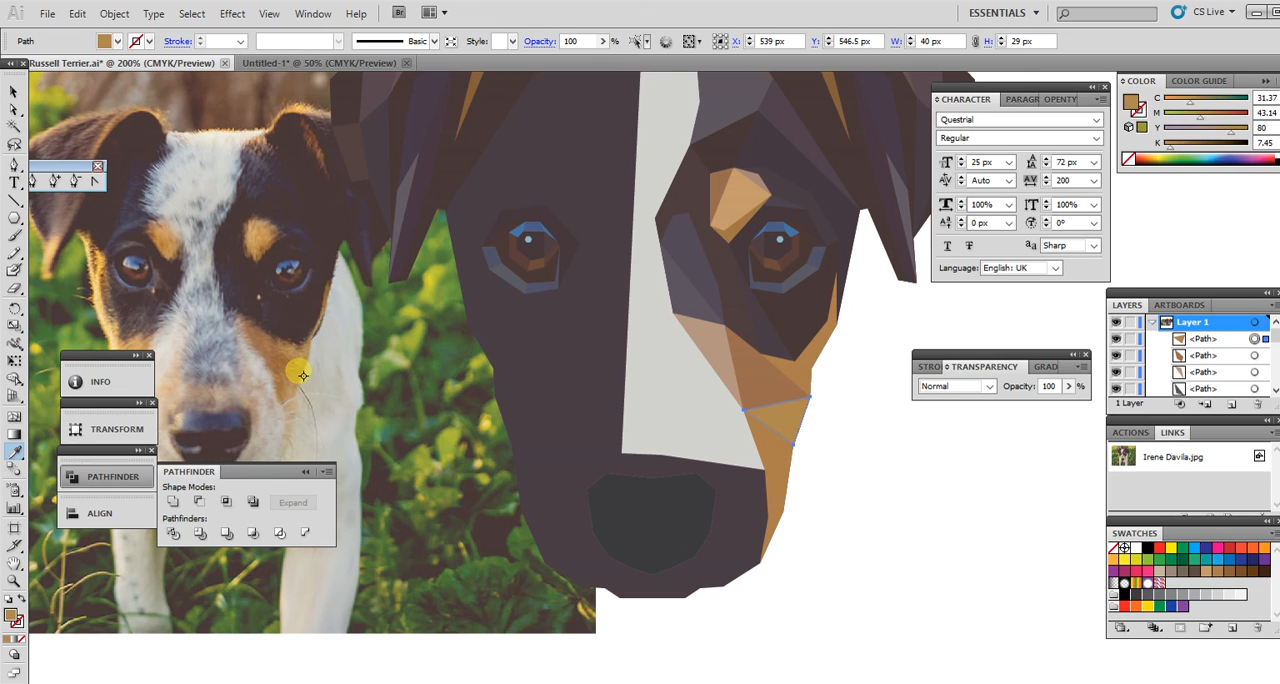 Ai File Edit Object Type Select Effect View Window Help Br ESSENTIALS CS Live
Path Stroke: Basic Style: Opacity: 100 % X: 539 px Y: 546.5 px W: 40 px H: 29 px
Russell Terrier.ai* @ 200% (CMYK/Preview) Untitled-1* @ 50% (CMYK/Preview)
COLOR COLOR GUIDE
C 31.37
M 43.14
Y 80
K 7.45
CHARACTER PARAGR OPENTY
Questrial
Regular
25 px 72 px
Auto 200
100% 100%
0 px 0°
T T aa Sharp
Language: English: UK
LAYERS ARTBOARDS
Layer 1
<Path>
<Path>
<Path>
<Path>
1 Layer
STRO TRANSPARENCY GRAD
Normal Opacity: 100 %
ACTIONS LINKS
Irene Davila.jpg
SWATCHES
INFO
TRANSFORM
PATHFINDER
ALIGN
PATHFINDER
Shape Modes:
Expand
Pathfinders: